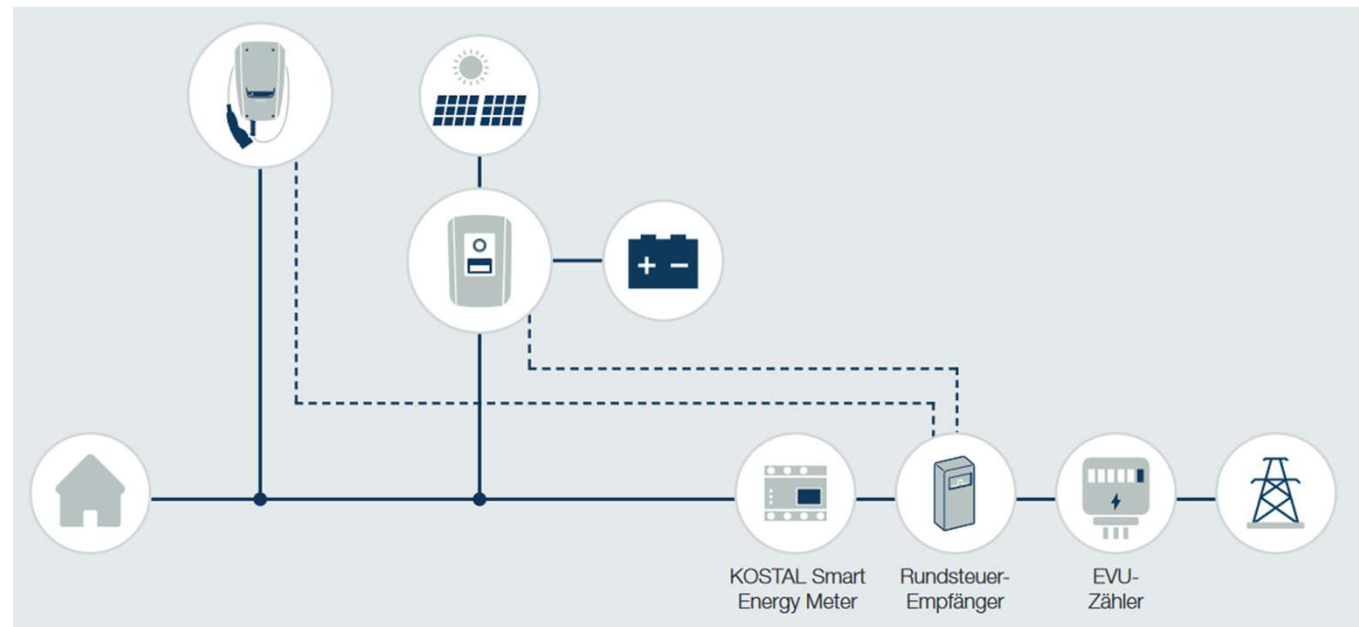 KOSTAL Smart
Energy Meter
Rundsteuer-
Empfänger
EVU-
Zähler